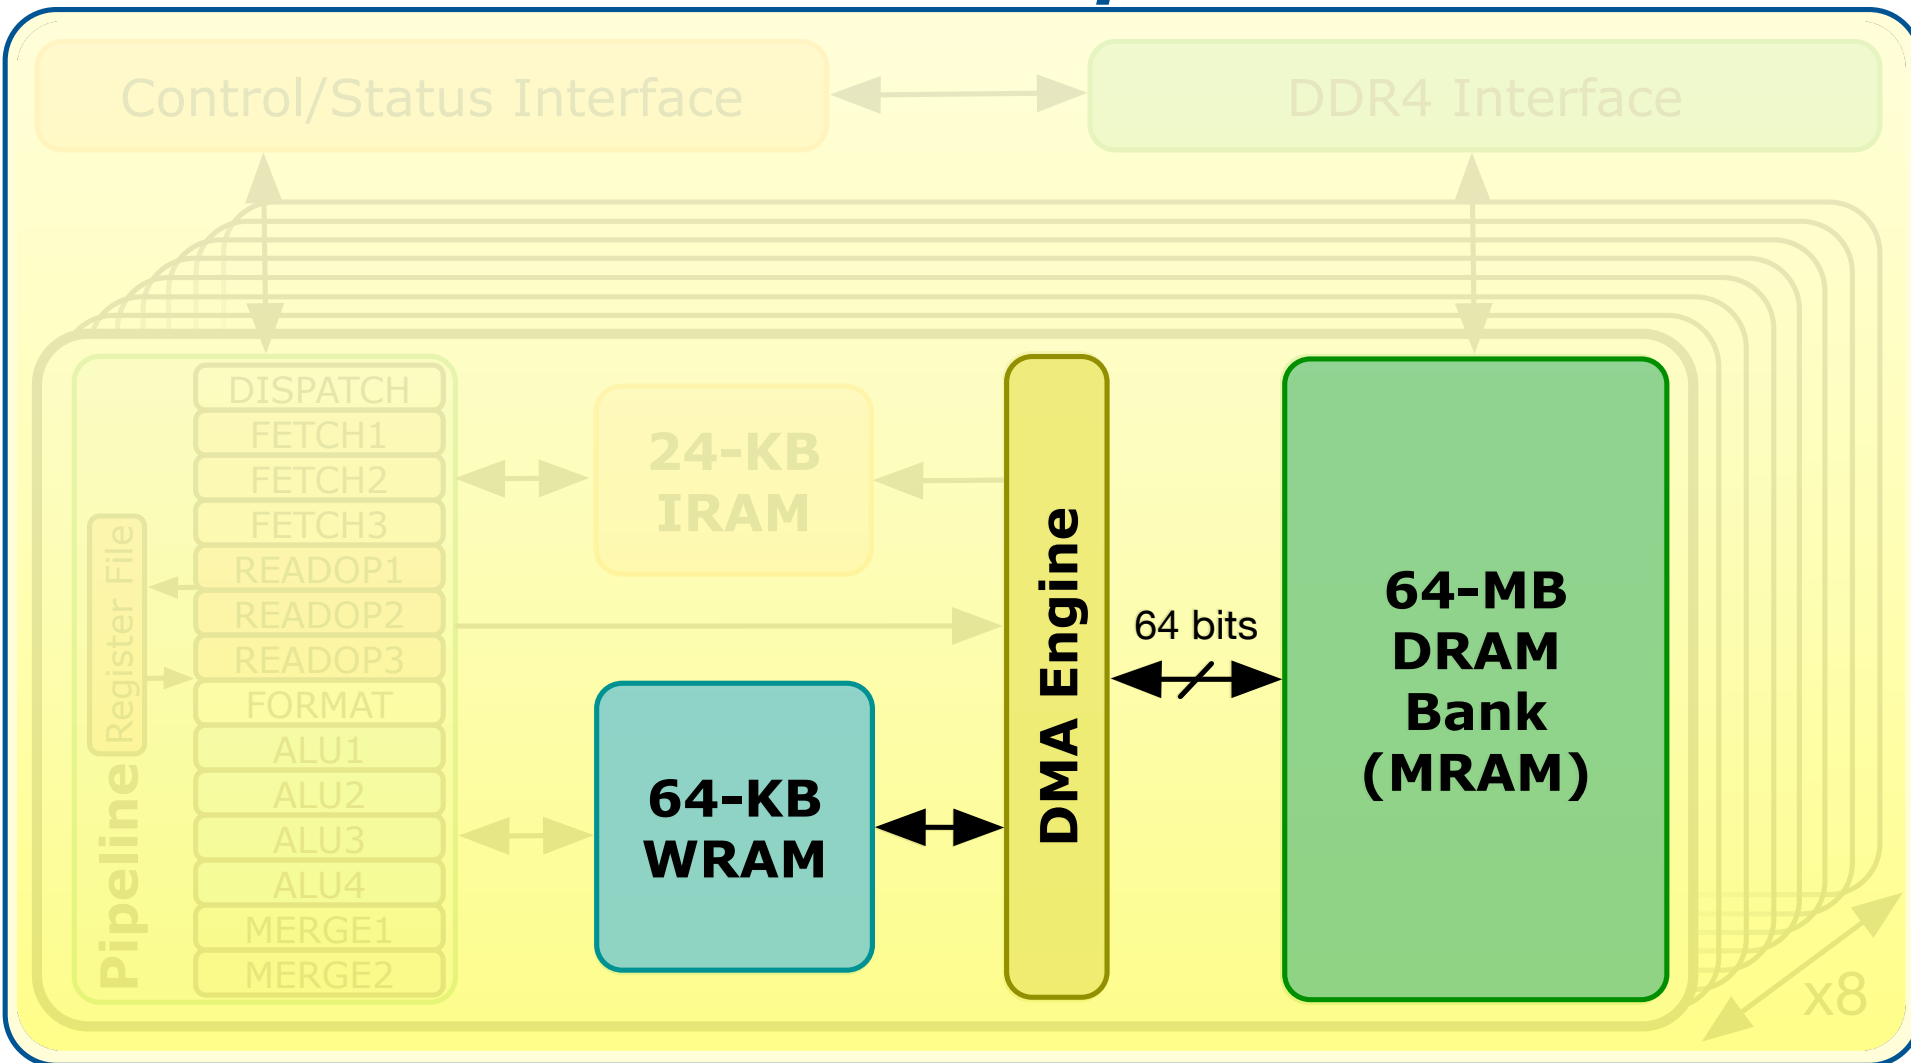 Control/Status Interface
DDR4 Interface
DISPATCH
FETCH1
FETCH2
FETCH3
READOP1
READOP2
READOP3
FORMAT
ALU1
ALU2
ALU3
ALU4
MERGE1
MERGE2
Register File
Pipeline
24-KB
IRAM
64-KB
WRAM
DMA Engine
64 bits
64-MB
DRAM
Bank
(MRAM)
x8